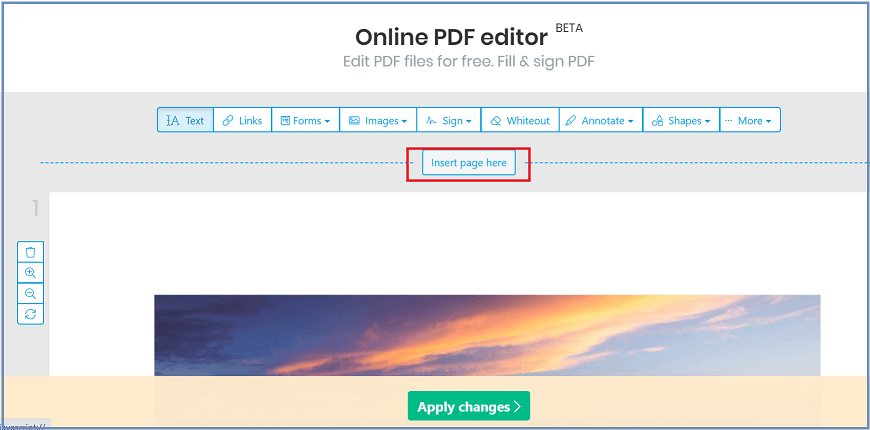 Online PDF editor BETA
Edit PDF files for free. Fill & sign PDF
Text Links Forms Images Sign Whiteout Annotate Shapes More
Insert page here
1
Apply changes